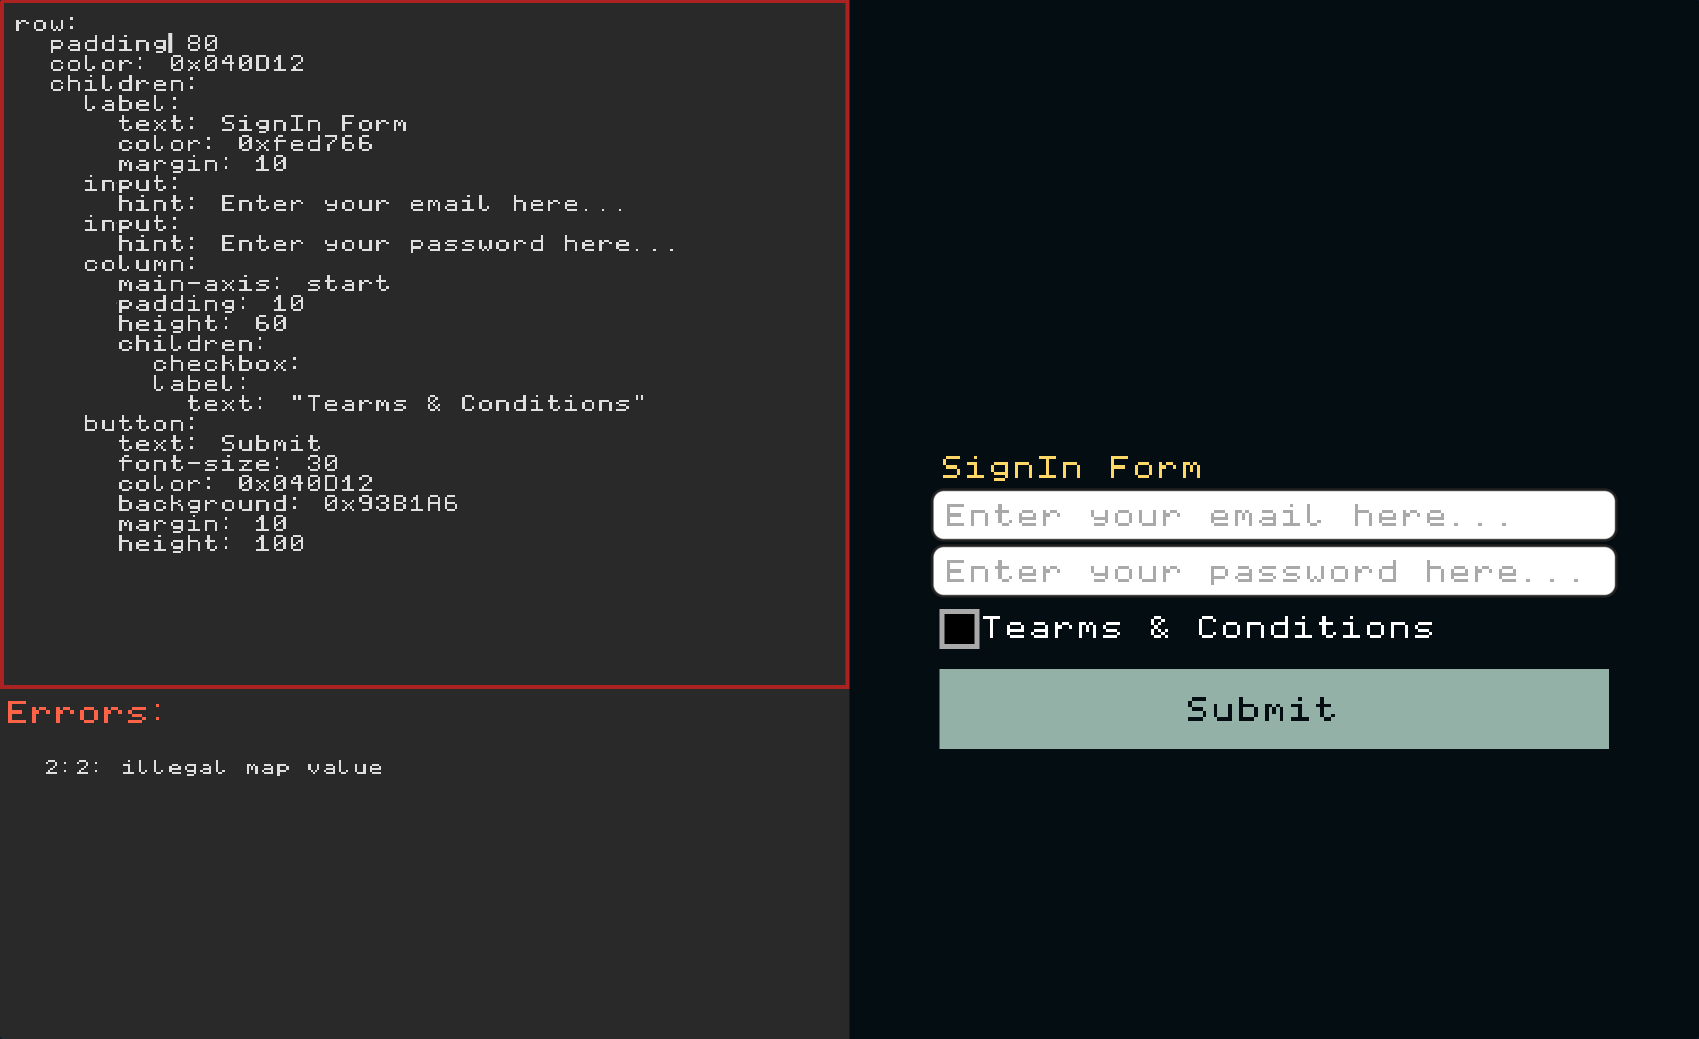 row:
  padding 80
  color: 0x040D12
  children:
    label:
      text: SignIn Form
      color: 0xfed766
      margin: 10
    input:
      hint: Enter your email here...
    input:
      hint: Enter your password here...
    column:
      main-axis: start
      padding: 10
      height: 60
      children:
        checkbox:
        label:
          text: "Tearms & Conditions"
    button:
      text: Submit
      font-size: 30
      color: 0x040D12
      background: 0x93B1A6
      margin: 10
      height: 100
Errors:
2:2: illegal map value
SignIn Form
Enter your email here...
Enter your password here...
Tearms & Conditions
Submit